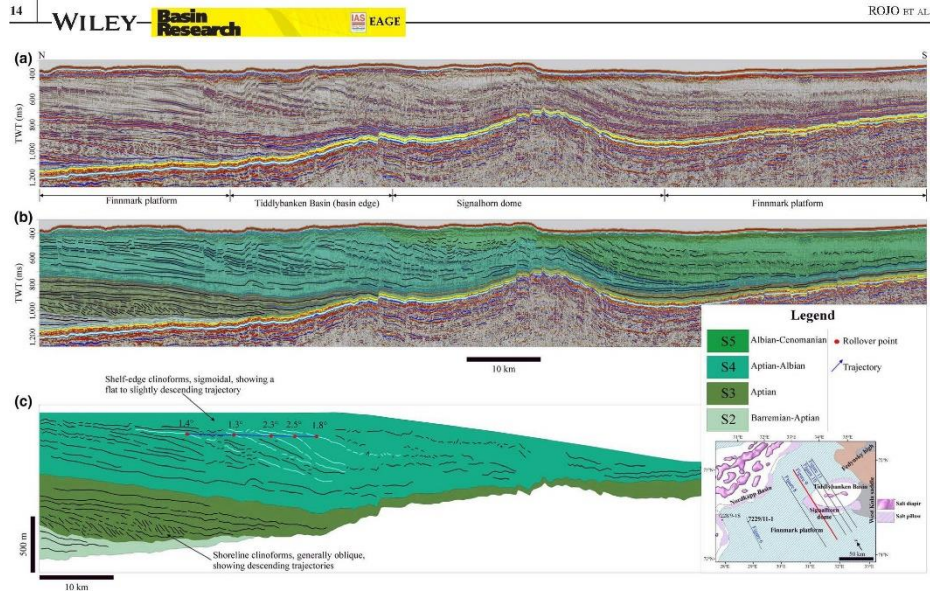 14
WILEY
Basin
Research
IAS
EAGE
ROJO ET AL
(a)
N
S
TWT (ms)
400
600
800
1,000
1,200
Finnmark platform
Tiddlybanken Basin (basin edge)
Signalhorn dome
Finnmark platform
(b)
TWT (ms)
400
600
800
1,000
1,200
10 km
Legend
S5 Albian-Cenomanian
S4 Aptian-Albian
S3 Aptian
S2 Barremian-Aptian
Rollover point
Trajectory
Shelf-edge clinoforms, sigmoidal, showing a
flat to slightly descending trajectory
(c)
1.4°
1.3°
2.3°
2.5°
1.8°
Shoreline clinoforms, generally oblique,
showing descending trajectories
500 m
10 km
Nordkapp Basin
Tiddlybanken Basin
Signalhorn
dome
7229/11-1
Finnmark platform
50 km
Salt diapir
Salt pillow